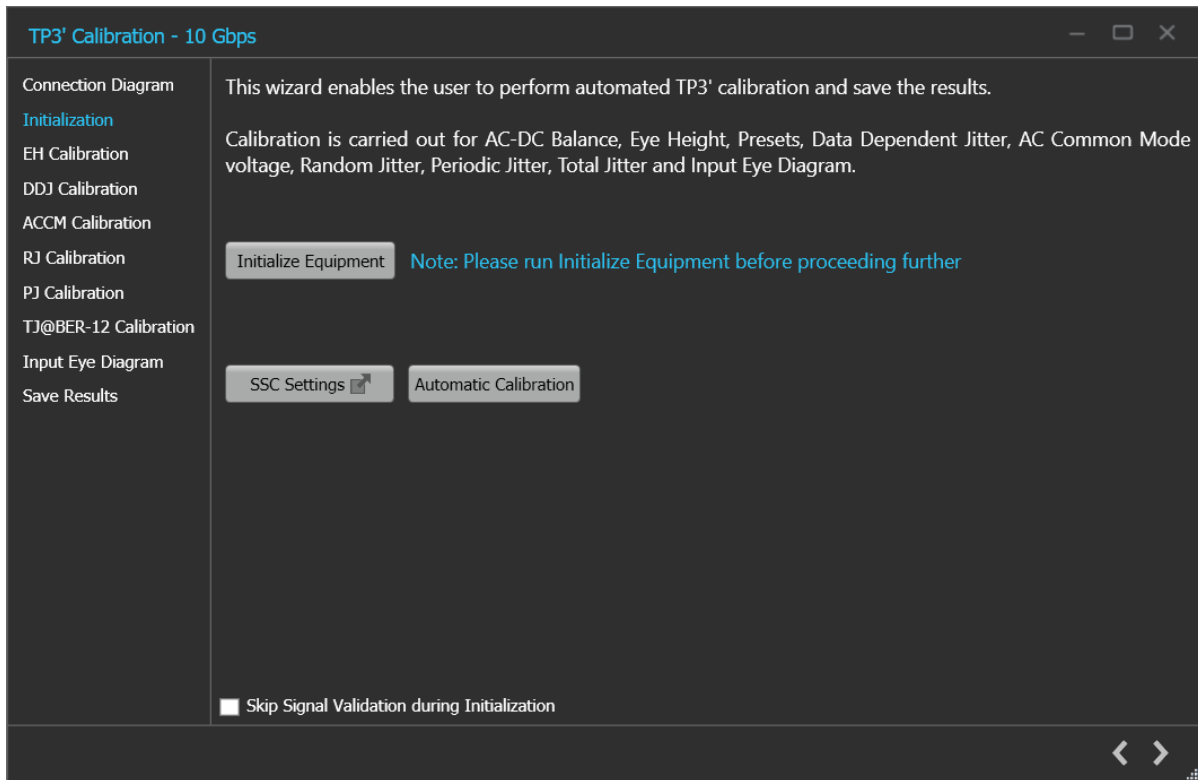 TP3' Calibration - 10 Gbps
Connection Diagram
Initialization
EH Calibration
DDJ Calibration
ACCM Calibration
RJ Calibration
PJ Calibration
TJ@BER-12 Calibration
Input Eye Diagram
Save Results
This wizard enables the user to perform automated TP3' calibration and save the results.
Calibration is carried out for AC-DC Balance, Eye Height, Presets, Data Dependent Jitter, AC Common Mode
voltage, Random Jitter, Periodic Jitter, Total Jitter and Input Eye Diagram.
Initialize Equipment
Note: Please run Initialize Equipment before proceeding further
SSC Settings
Automatic Calibration
Skip Signal Validation during Initialization